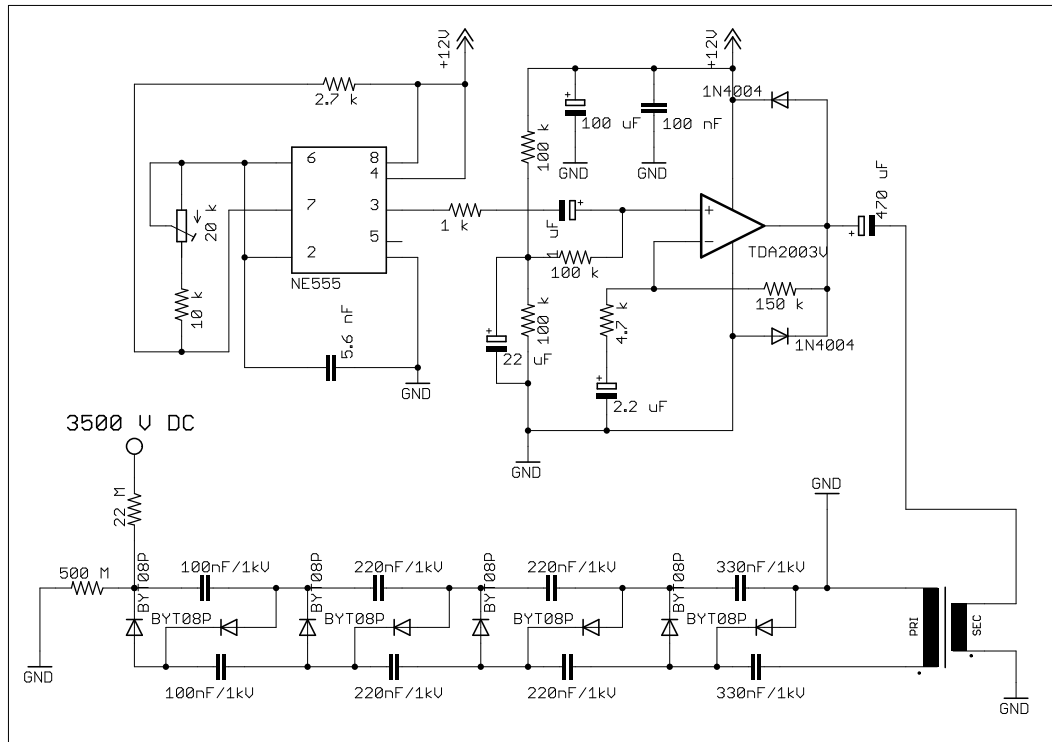 +12V
2.7 k
6
8
4
7
3
5
2
NE555
20 k
10 k
5.6 nF
GND
1 k
+12V
1N4004
100 uF
100 nF
GND
GND
100 k
1 uF
100 k
100 k
22 uF
4.7 k
2.2 uF
+
-
TDA2003V
150 k
1N4004
470 uF
GND
3500 V DC
22 M
500 M
GND
BYT08P
100nF/1kV
BYT08P
BYT08P
220nF/1kV
BYT08P
BYT08P
220nF/1kV
BYT08P
BYT08P
330nF/1kV
BYT08P
100nF/1kV
220nF/1kV
220nF/1kV
330nF/1kV
GND
PRI
SEC
GND